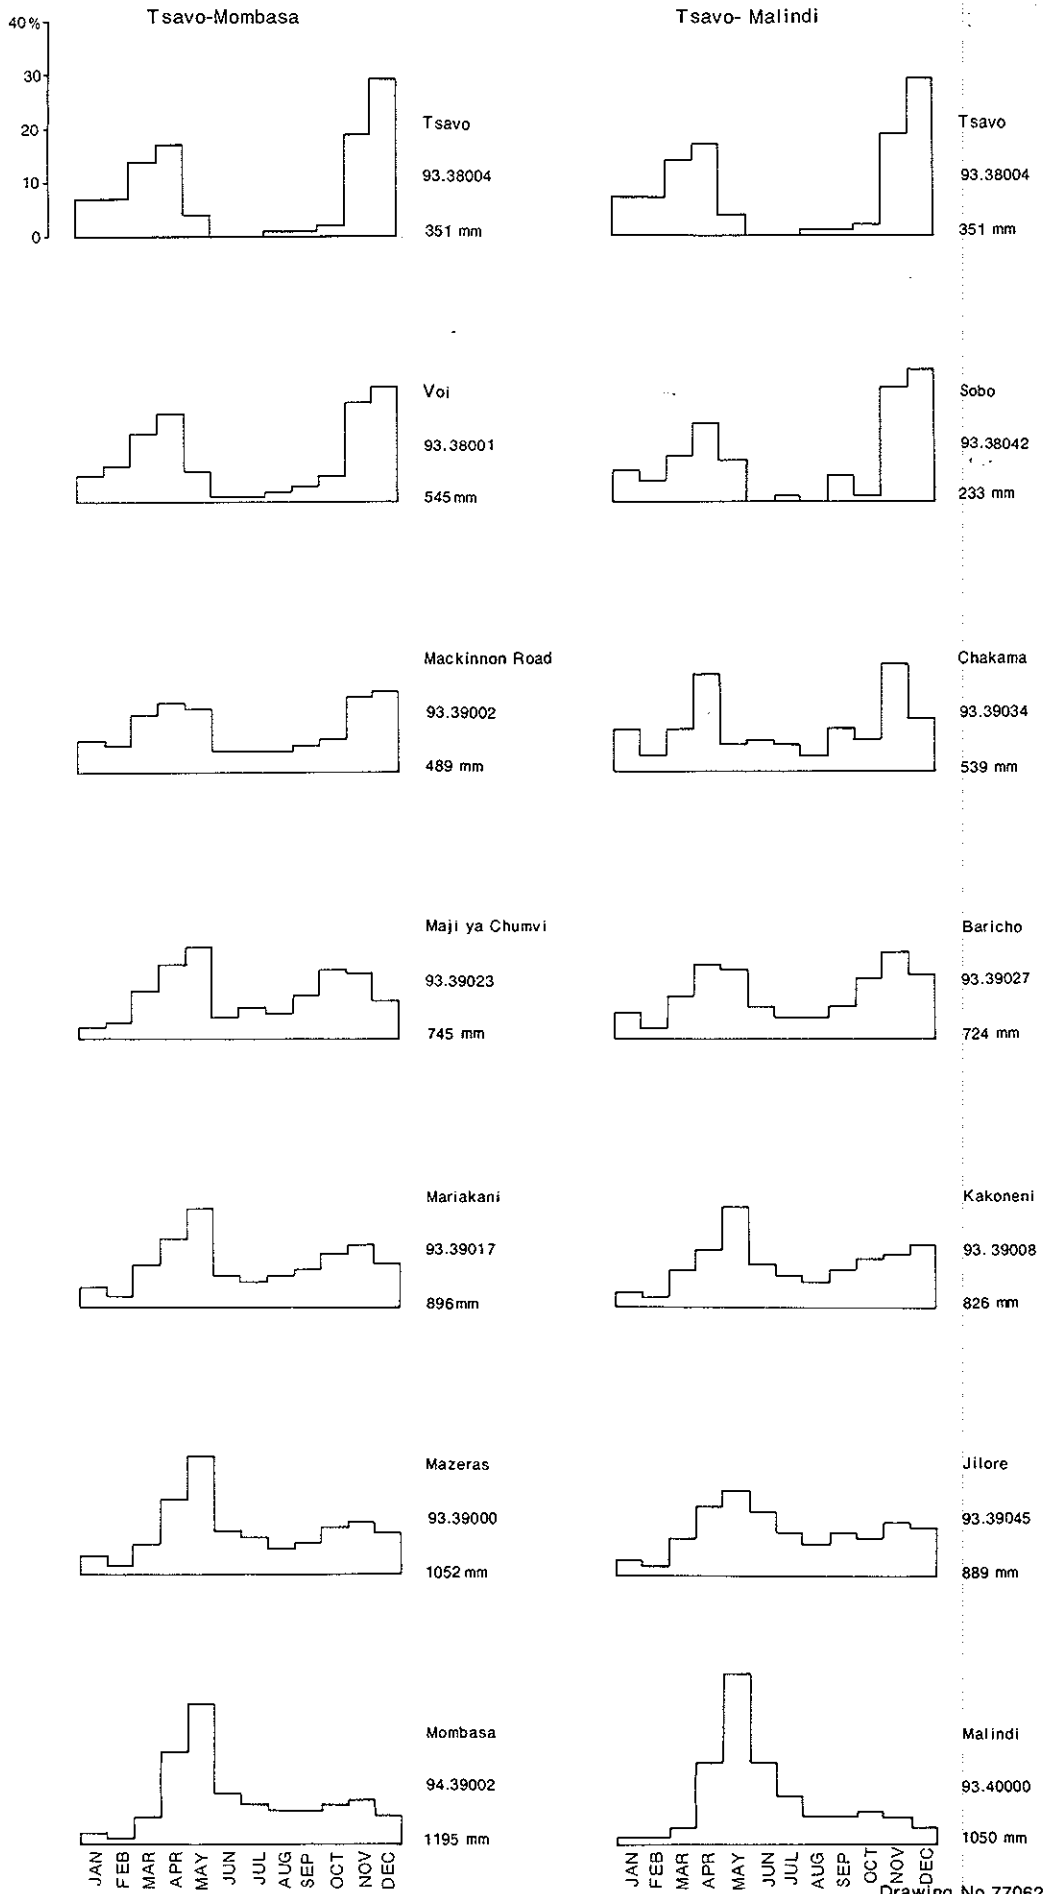 Tsavo-Mombasa
Tsavo- Malindi
40%
30
20
10
0
Tsavo
93.38004
351 mm
Tsavo
93.38004
351 mm
Voi
93.38001
545 mm
Sobo
93.38042
233 mm
Mackinnon Road
93.39002
489 mm
Chakama
93.39034
539 mm
Maji ya Chumvi
93.39023
745 mm
Baricho
93.39027
724 mm
Mariakani
93.39017
896mm
Kakoneni
93. 39008
826 mm
Mazeras
93.39000
1052 mm
Jilore
93.39045
889 mm
Mombasa
94.39002
1195 mm
Malindi
93.40000
1050 mm
JAN FEB MAR APR MAY JUN JUL AUG SEP OCT NOV DEC
JAN FEB MAR APR MAY JUN JUL AUG SEP OCT NOV DEC
Drawing No 77062